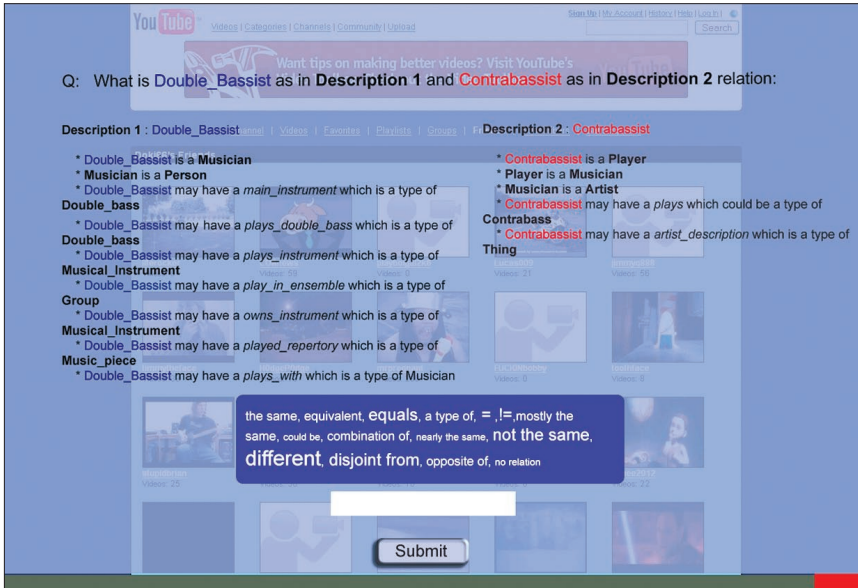 You Tube
Videos | Categories | Channels | Community | Upload
Sign Up | My Account | History | Help | Log In |
Search
Want tips on making better videos? Visit YouTube's
Q: What is Double_Bassist as in Description 1 and Contrabassist as in Description 2 relation:
Channel | Videos | Favorites | Playlists | Groups |
Description 1 : Double_Bassist
* Double_Bassist is a Musician
* Musician is a Person
* Double_Bassist may have a main_instrument which is a type of
Double_bass
* Double_Bassist may have a plays_double_bass which is a type of
Double_bass
* Double_Bassist may have a plays_instrument which is a type of
Musical_Instrument
* Double_Bassist may have a play_in_ensemble which is a type of
Group
* Double_Bassist may have a owns_instrument which is a type of
Musical_Instrument
* Double_Bassist may have a played_repertory which is a type of
Music_piece
* Double_Bassist may have a plays_with which is a type of Musician
Description 2 : Contrabassist
* Contrabassist is a Player
* Player is a Musician
* Musician is a Artist
* Contrabassist may have a plays which could be a type of
Contrabass
* Contrabassist may have a artist_description which is a type of
Thing
Videos: 59
Videos: 0
Videos: 21
Videos: 56
Videos: 0
Videos: 6
the same, equivalent, equals, a type of, = ,!=,mostly the
same, could be, combination of, nearly the same, not the same,
different, disjoint from, opposite of, no relation
Videos: 25
Videos: 22
Submit